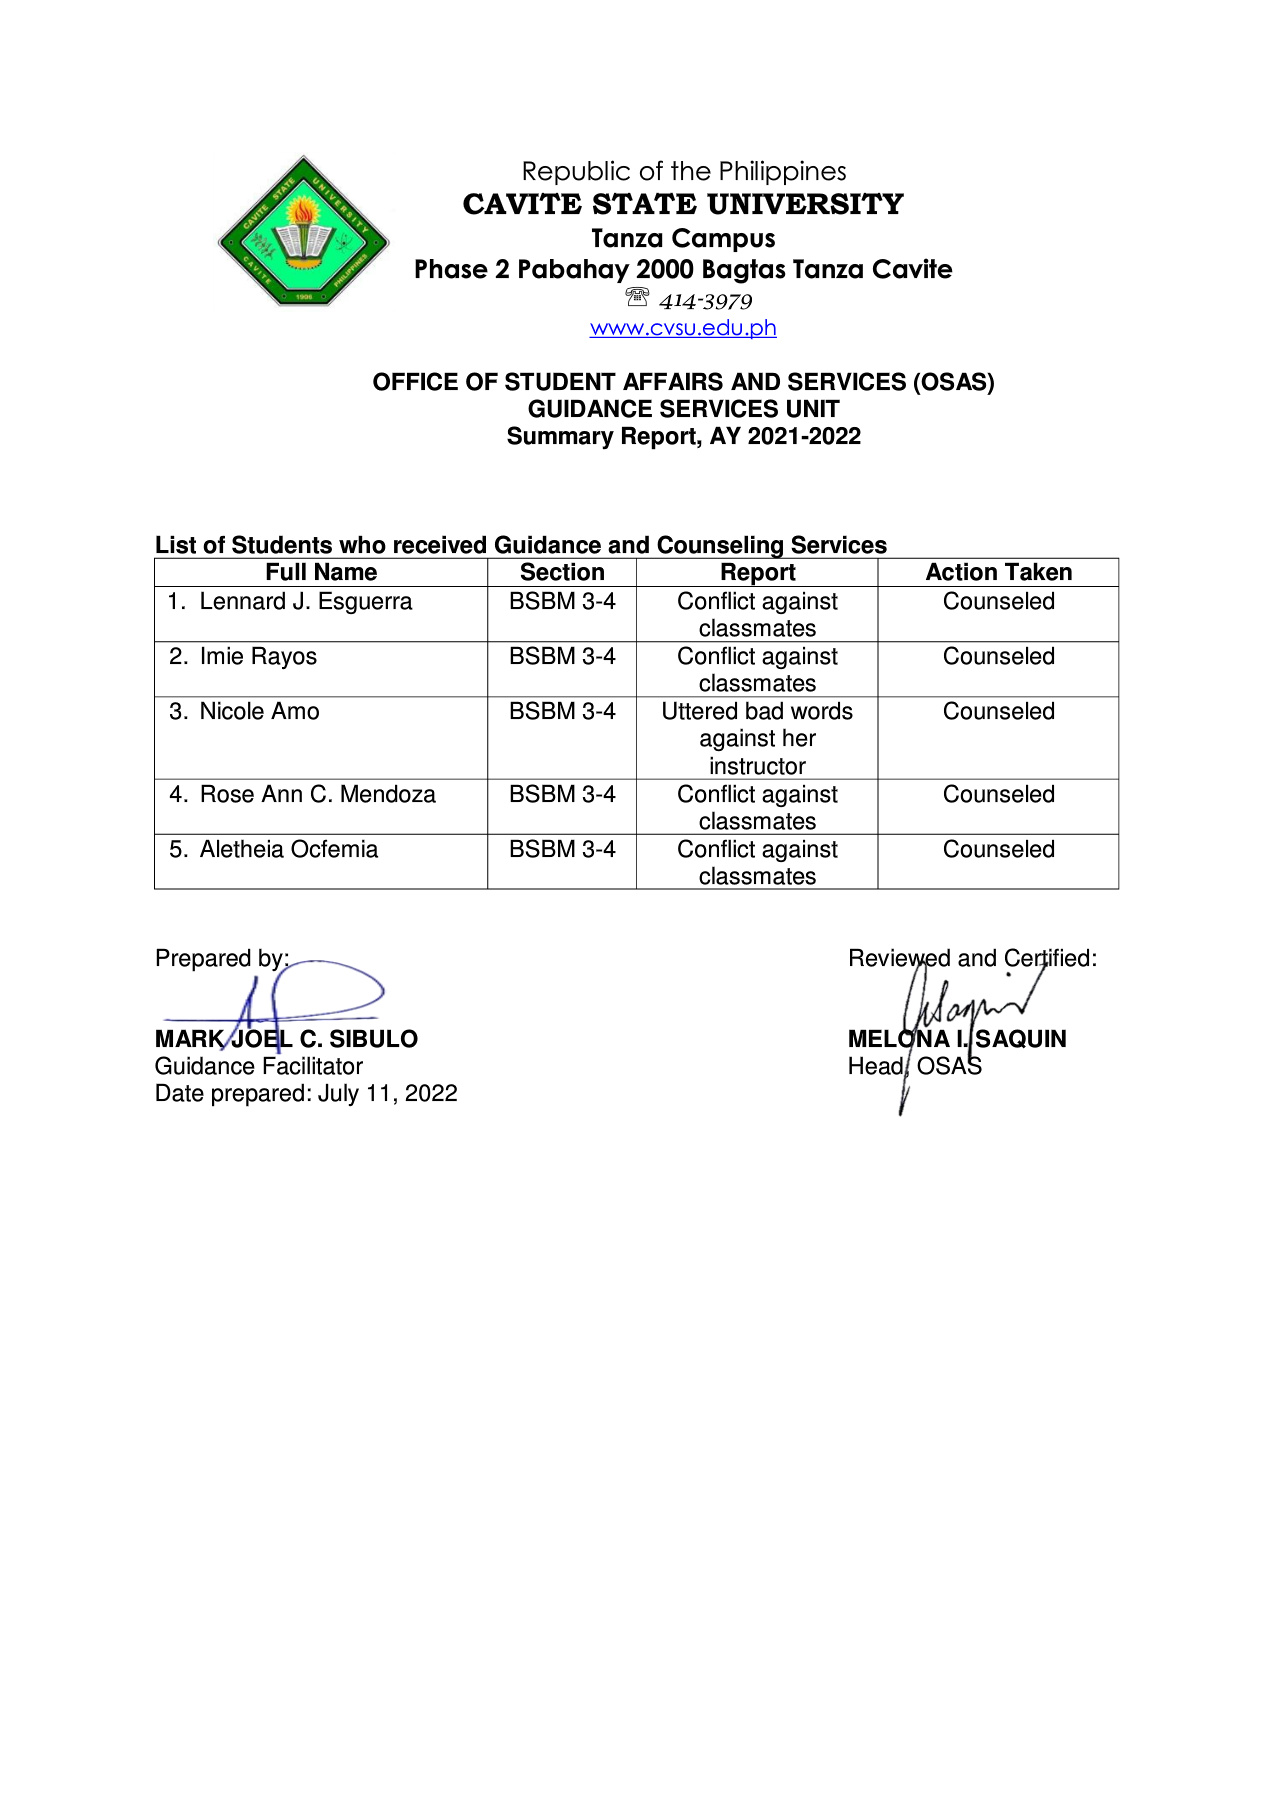 Republic of the Philippines
CAVITE STATE UNIVERSITY
Tanza Campus
Phase 2 Pabahay 2000 Bagtas Tanza Cavite
☏ 414-3979
www.cvsu.edu.ph
CAVITE STATE UNIVERSITY
CAVITE PHILIPPINES
1906
OFFICE OF STUDENT AFFAIRS AND SERVICES (OSAS)
GUIDANCE SERVICES UNIT
Summary Report, AY 2021-2022
List of Students who received Guidance and Counseling Services
Full Name Section Report Action Taken
1. Lennard J. Esguerra BSBM 3-4 Conflict against Counseled
classmates
2. Imie Rayos BSBM 3-4 Conflict against Counseled
classmates
3. Nicole Amo BSBM 3-4 Uttered bad words Counseled
against her
instructor
4. Rose Ann C. Mendoza BSBM 3-4 Conflict against Counseled
classmates
5. Aletheia Ocfemia BSBM 3-4 Conflict against Counseled
classmates
Prepared by: Reviewed and Certified:
MARK JOEL C. SIBULO MELONA I. SAQUIN
Guidance Facilitator Head, OSAS
Date prepared: July 11, 2022